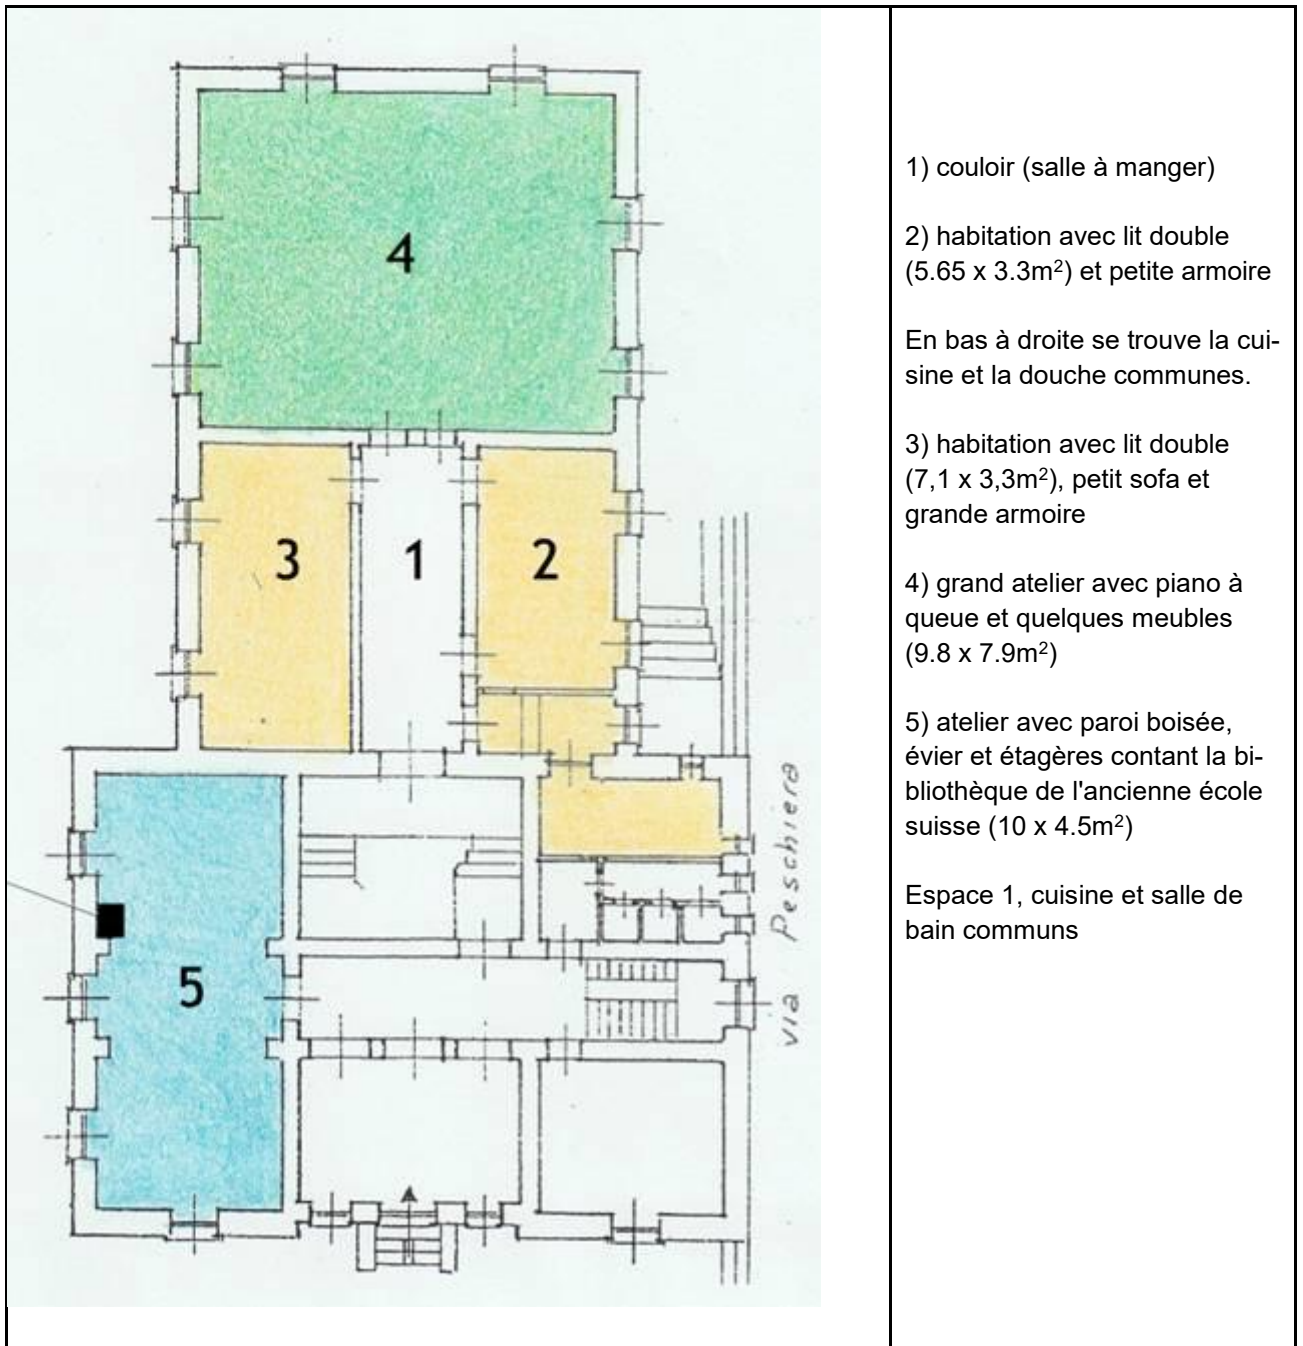 4
3
1
2
5
via Peschiera
1) couloir (salle à manger)
2) habitation avec lit double
(5.65 x 3.3m²) et petite armoire
En bas à droite se trouve la cui-
sine et la douche communes.
3) habitation avec lit double
(7,1 x 3,3m²), petit sofa et
grande armoire
4) grand atelier avec piano à
queue et quelques meubles
(9.8 x 7.9m²)
5) atelier avec paroi boisée,
évier et étagères contant la bi-
bliothèque de l'ancienne école
suisse (10 x 4.5m²)
Espace 1, cuisine et salle de
bain communs